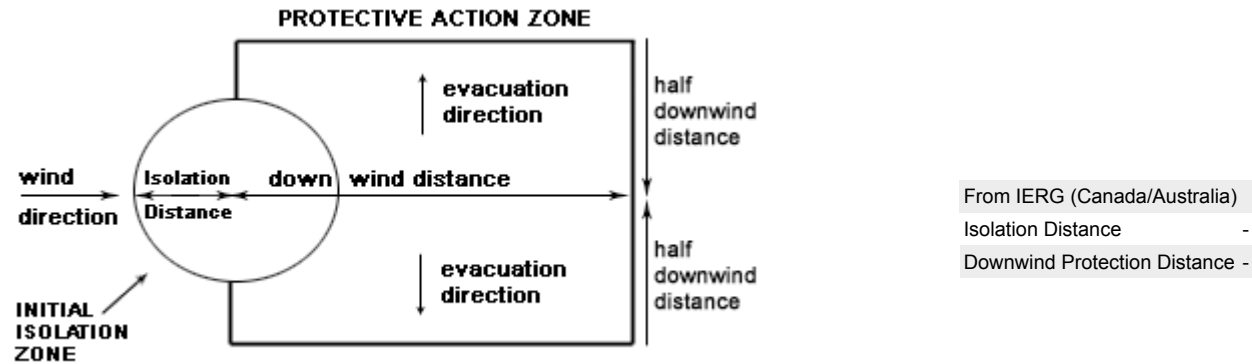 PROTECTIVE ACTION ZONE
evacuation
direction
half
downwind
distance
wind
direction
Isolation
Distance
down wind distance
evacuation
direction
half
downwind
distance
INITIAL
ISOLATION
ZONE
From IERG (Canada/Australia)
Isolation Distance -
Downwind Protection Distance -